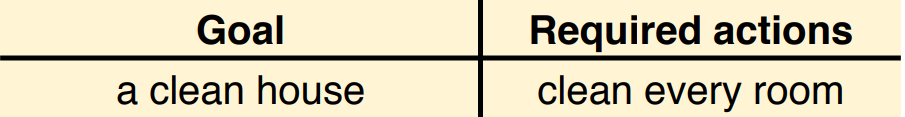 Goal Required actions
a clean house clean every room